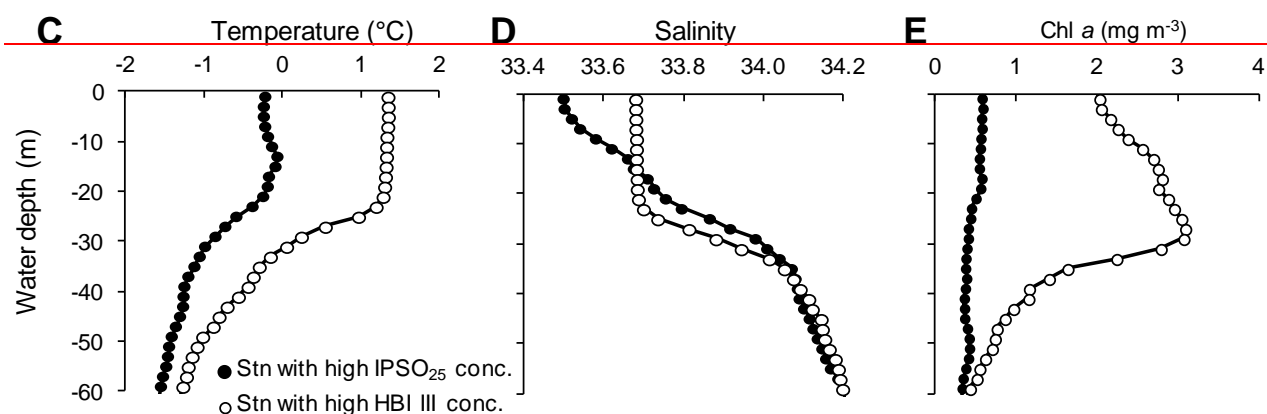 C Temperature (°C) D Salinity E Chl a (mg m-3)
-2 -1 0 1 2 33.4 33.6 33.8 34.0 34.2 0 1 2 3 4
0
-10
-20
-30
-40
-50
-60
Water depth (m)
Stn with high IPSO25 conc.
Stn with high HBI III conc.